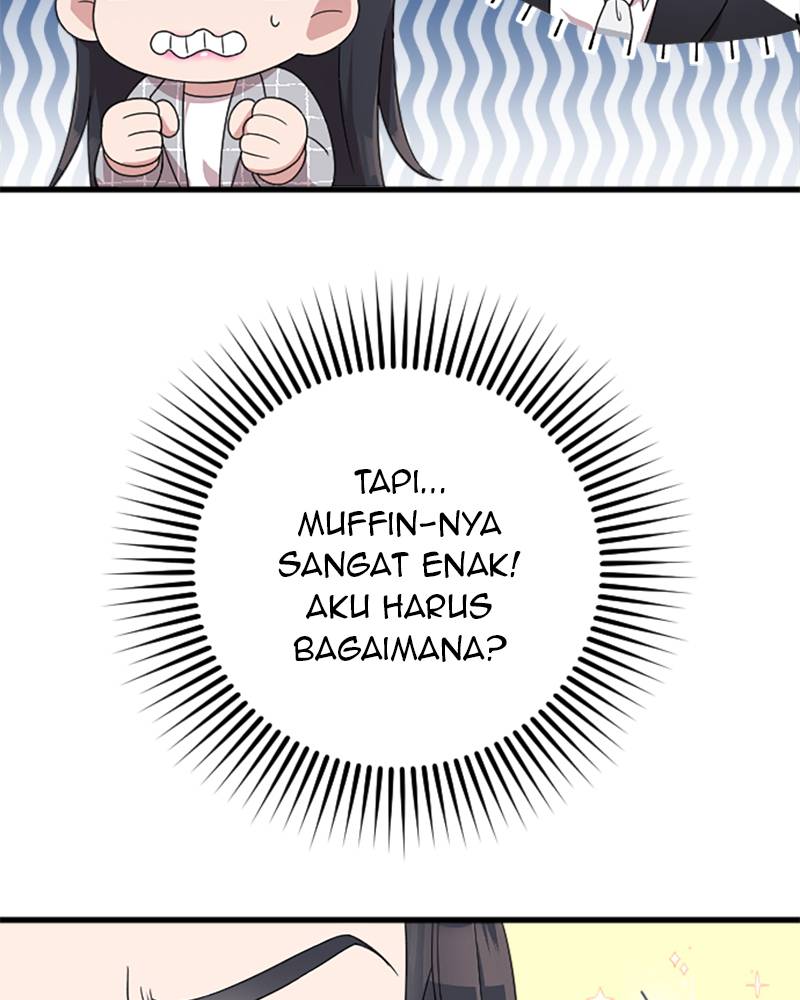 TAPI...
MUFFIN-NYA
SANGAT ENAK!
AKU HARUS
BAGAIMANA?